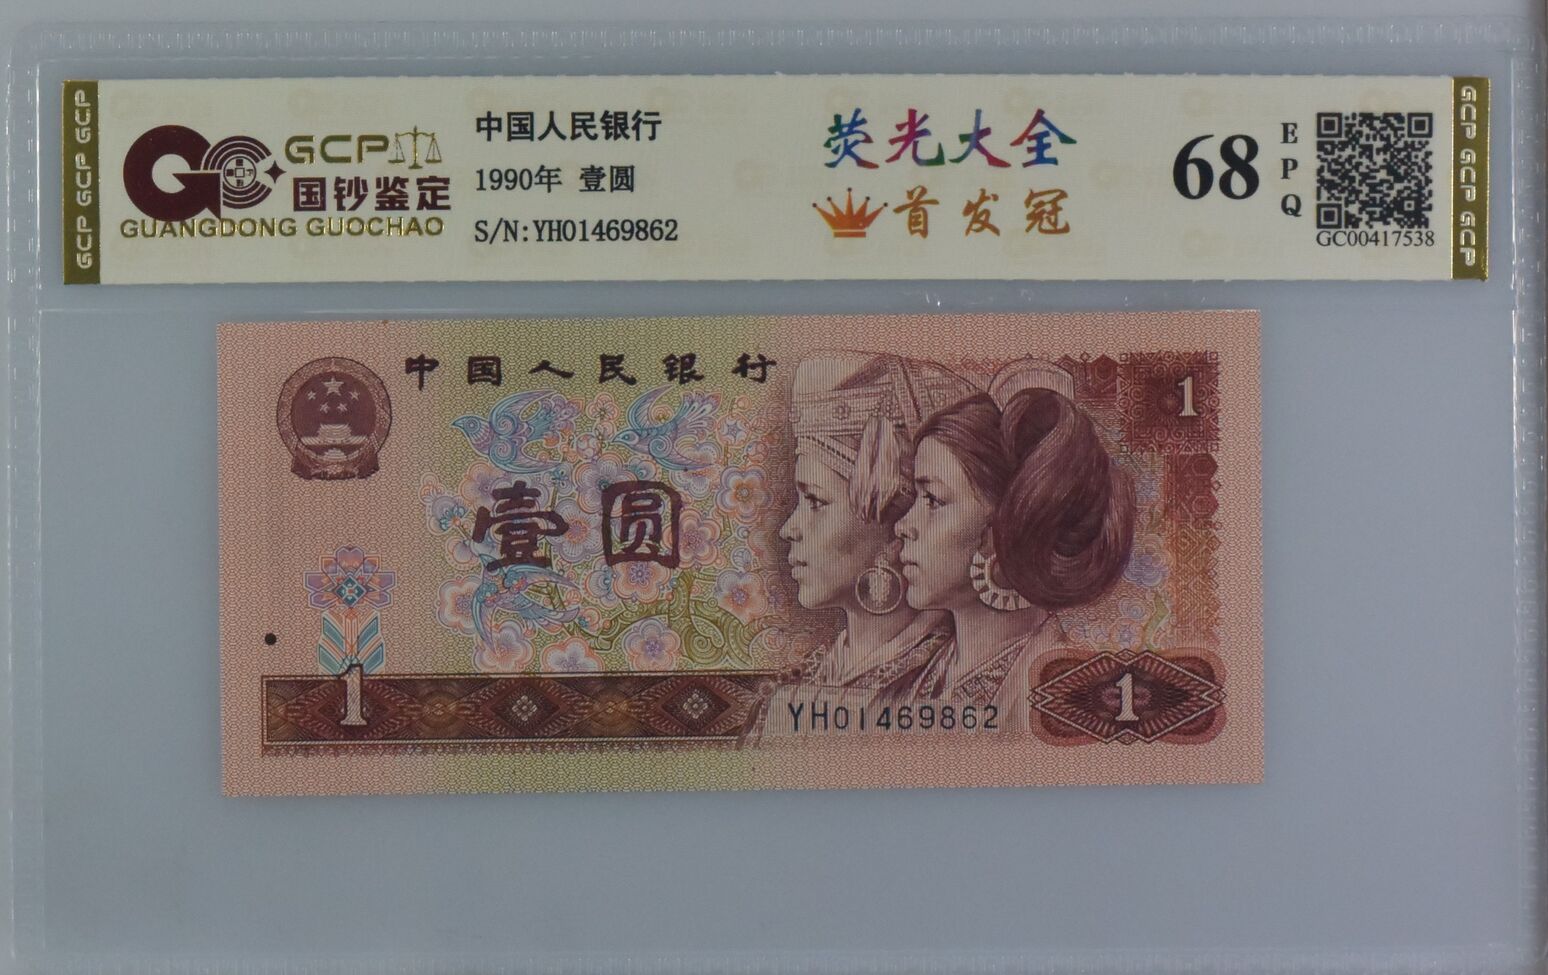 GCP GCP GCP
GC
GCP
国钞鉴定
GUANGDONG GUOCHAO
中国人民银行
1990年 壹圆
S/N:YH01469862
荧光大全
首发冠
68
EPQ
GC00417538
GCP GCP GCP
中国人民银行
1
壹圆
1
YH01469862
1